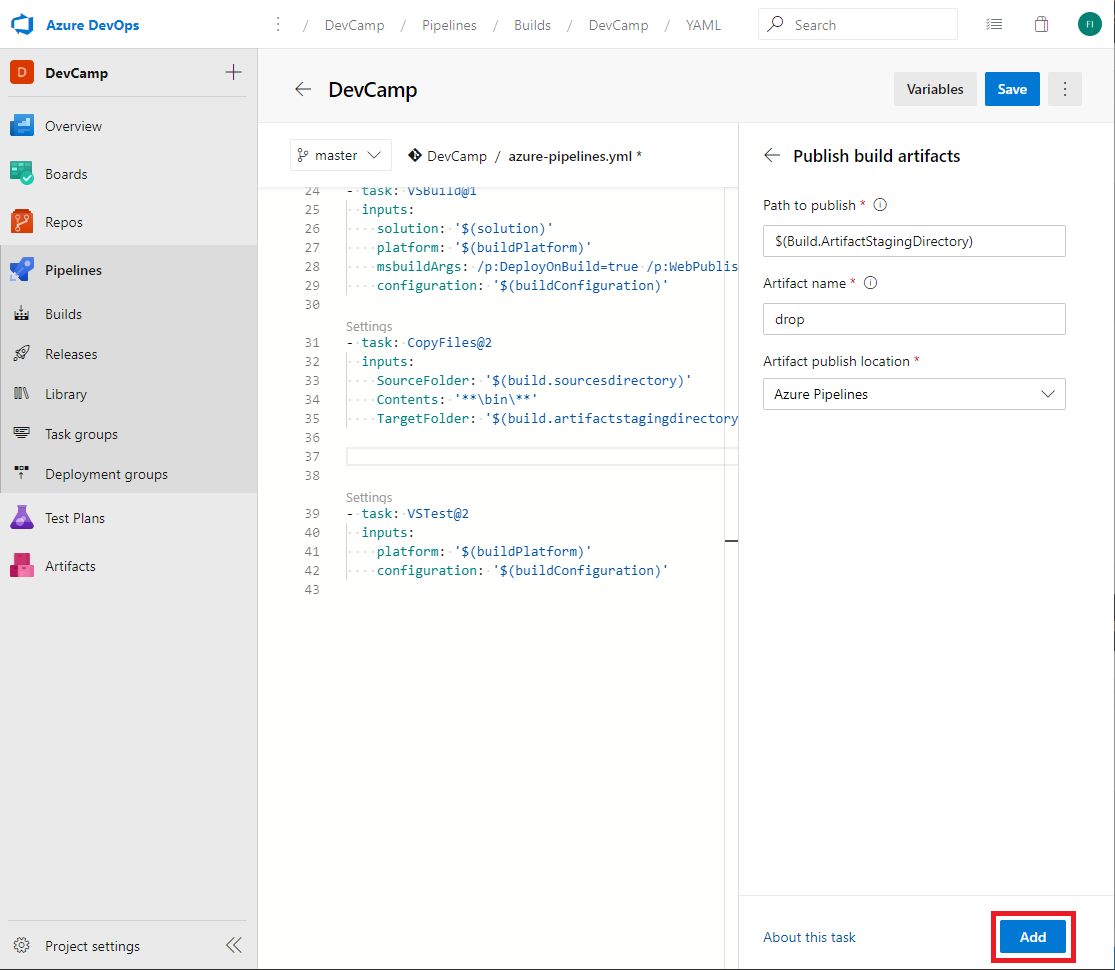 Azure DevOps
/ DevCamp / Pipelines / Builds / DevCamp / YAML
Search
FI
D DevCamp
Overview
Boards
Repos
Pipelines
Builds
Releases
Library
Task groups
Deployment groups
Test Plans
Artifacts
Project settings
DevCamp
Variables
Save
master
DevCamp / azure-pipelines.yml *
24 - task: VSBuild@1
25 inputs:
26 solution: '$(solution)'
27 platform: '$(buildPlatform)'
28 msbuildArgs: /p:DeployOnBuild=true /p:WebPublis
29 configuration: '$(buildConfiguration)'
30
Settings
31 - task: CopyFiles@2
32 inputs:
33 SourceFolder: '$(build.sourcesdirectory)'
34 Contents: '**\bin\**'
35 TargetFolder: '$(build.artifactstagingdirectory
36
37
38
Settings
39 - task: VSTest@2
40 inputs:
41 platform: '$(buildPlatform)'
42 configuration: '$(buildConfiguration)'
43
Publish build artifacts
Path to publish *
$(Build.ArtifactStagingDirectory)
Artifact name *
drop
Artifact publish location *
Azure Pipelines
About this task
Add